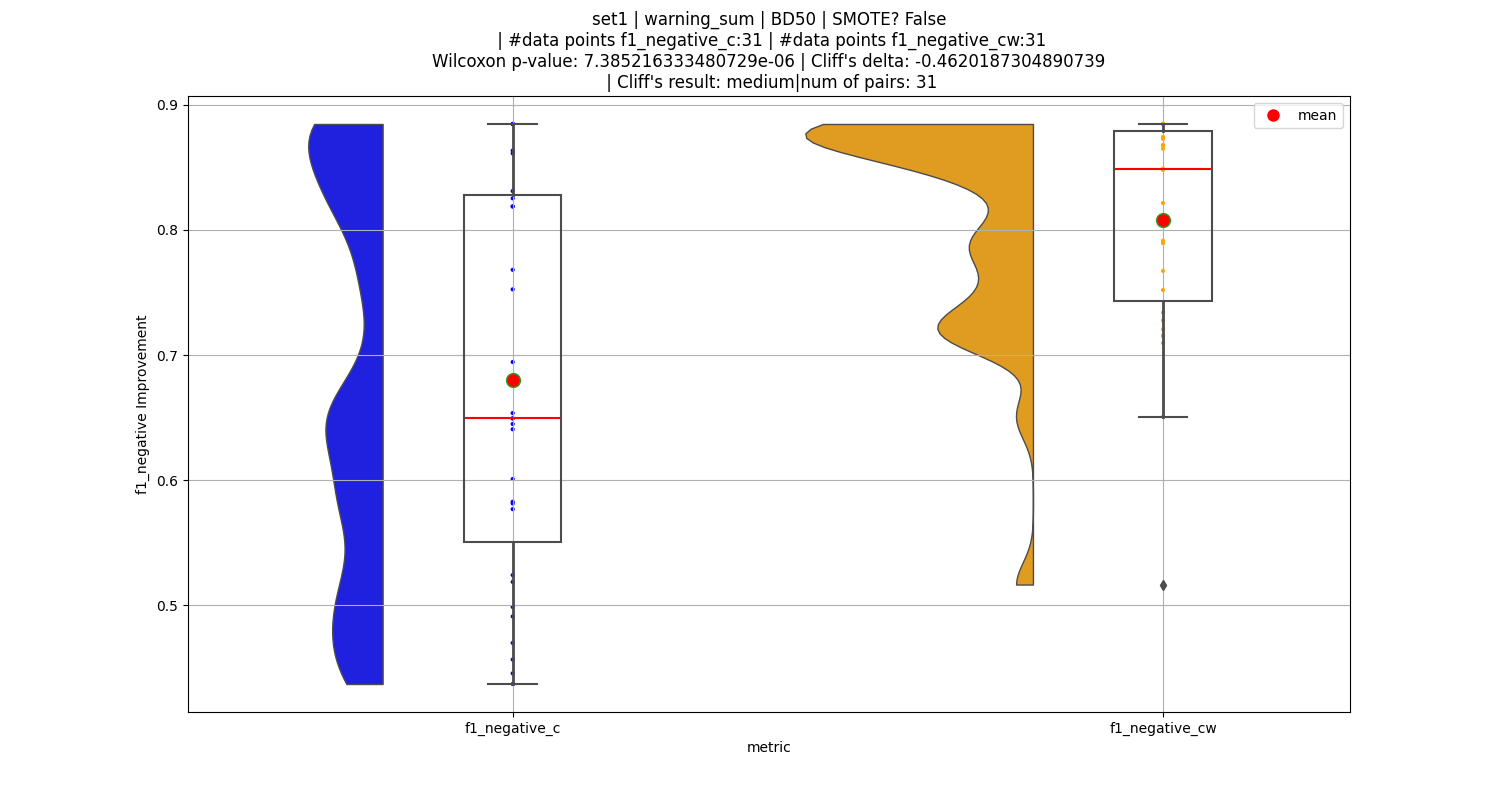 set1 | warning_sum | BD50 | SMOTE? False
| #data points f1_negative_c:31 | #data points f1_negative_cw:31
Wilcoxon p-value: 7.385216333480729e-06 | Cliff's delta: -0.4620187304890739
| Cliff's result: medium|num of pairs: 31
mean
0.9
0.8
0.7
0.6
0.5
f1_negative Improvement
f1_negative_c
f1_negative_cw
metric